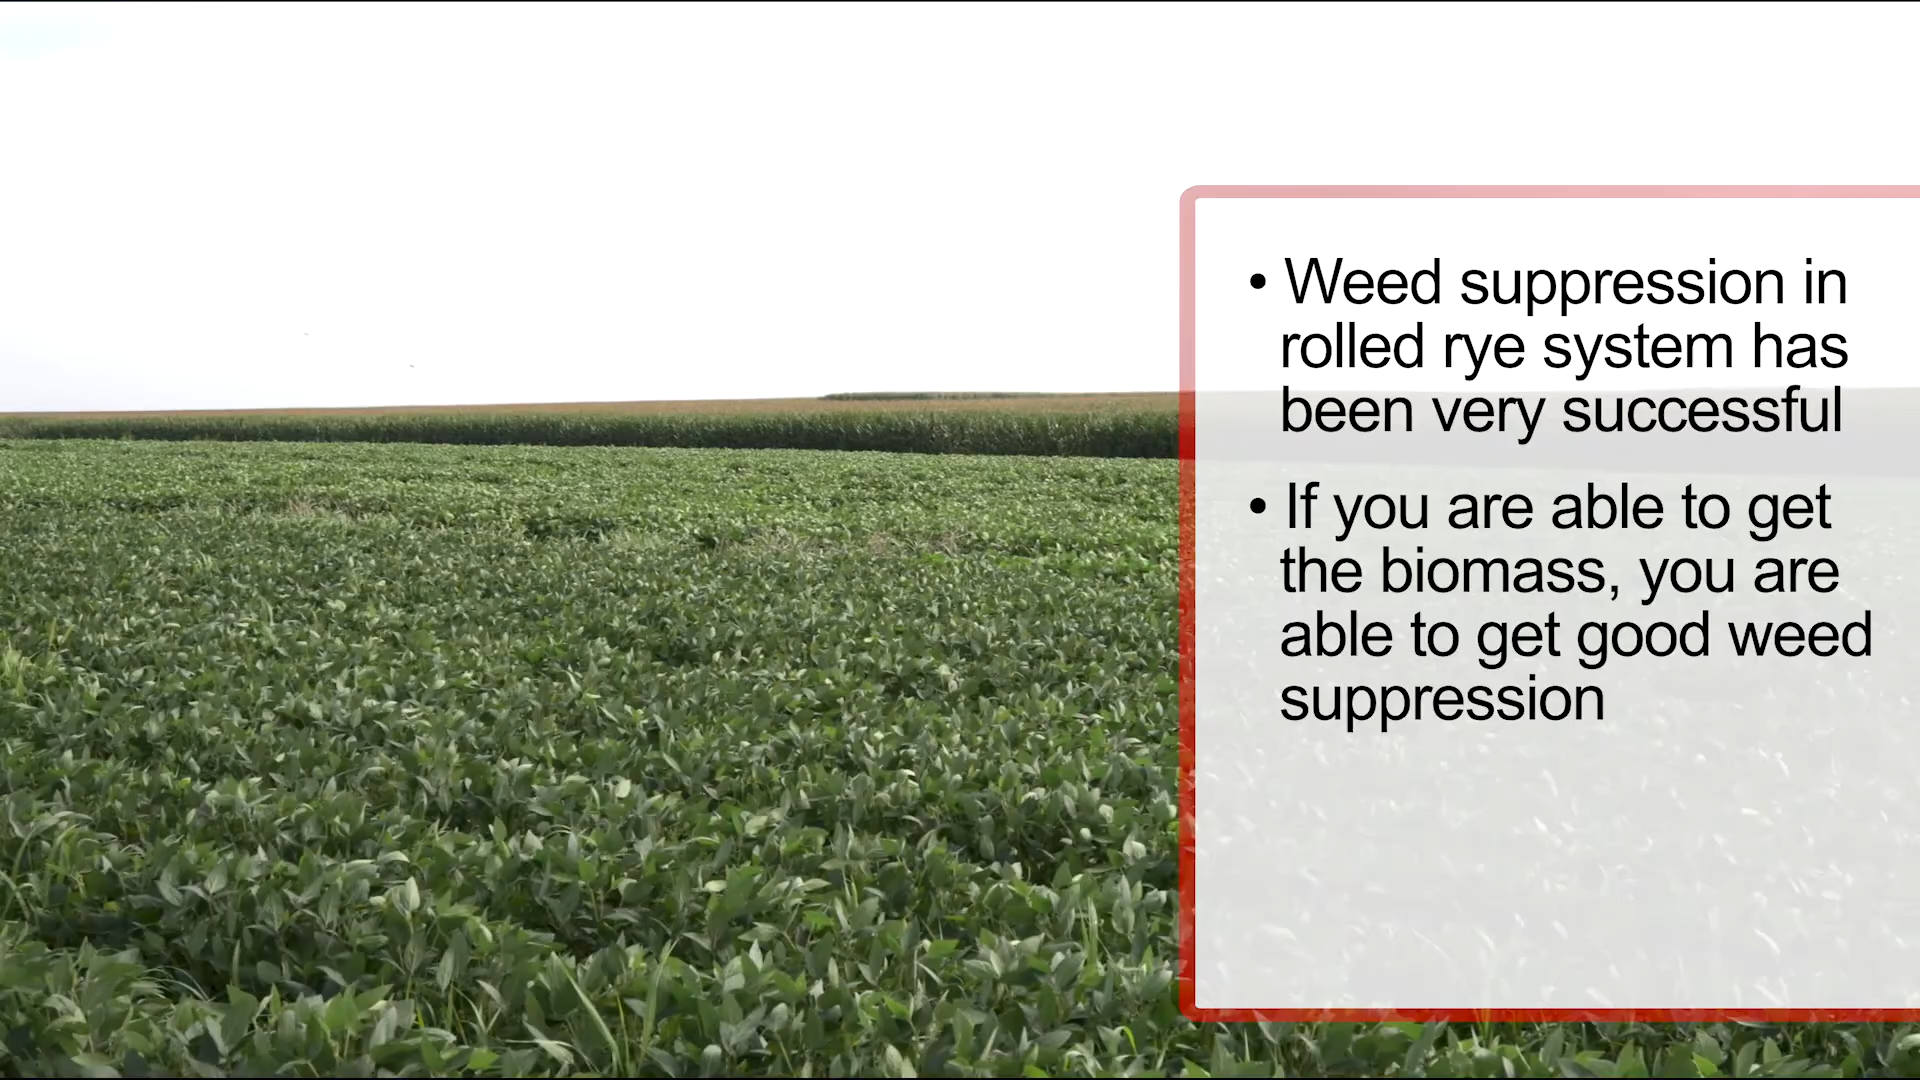 • Weed suppression in
rolled rye system has
been very successful
• If you are able to get
the biomass, you are
able to get good weed
suppression